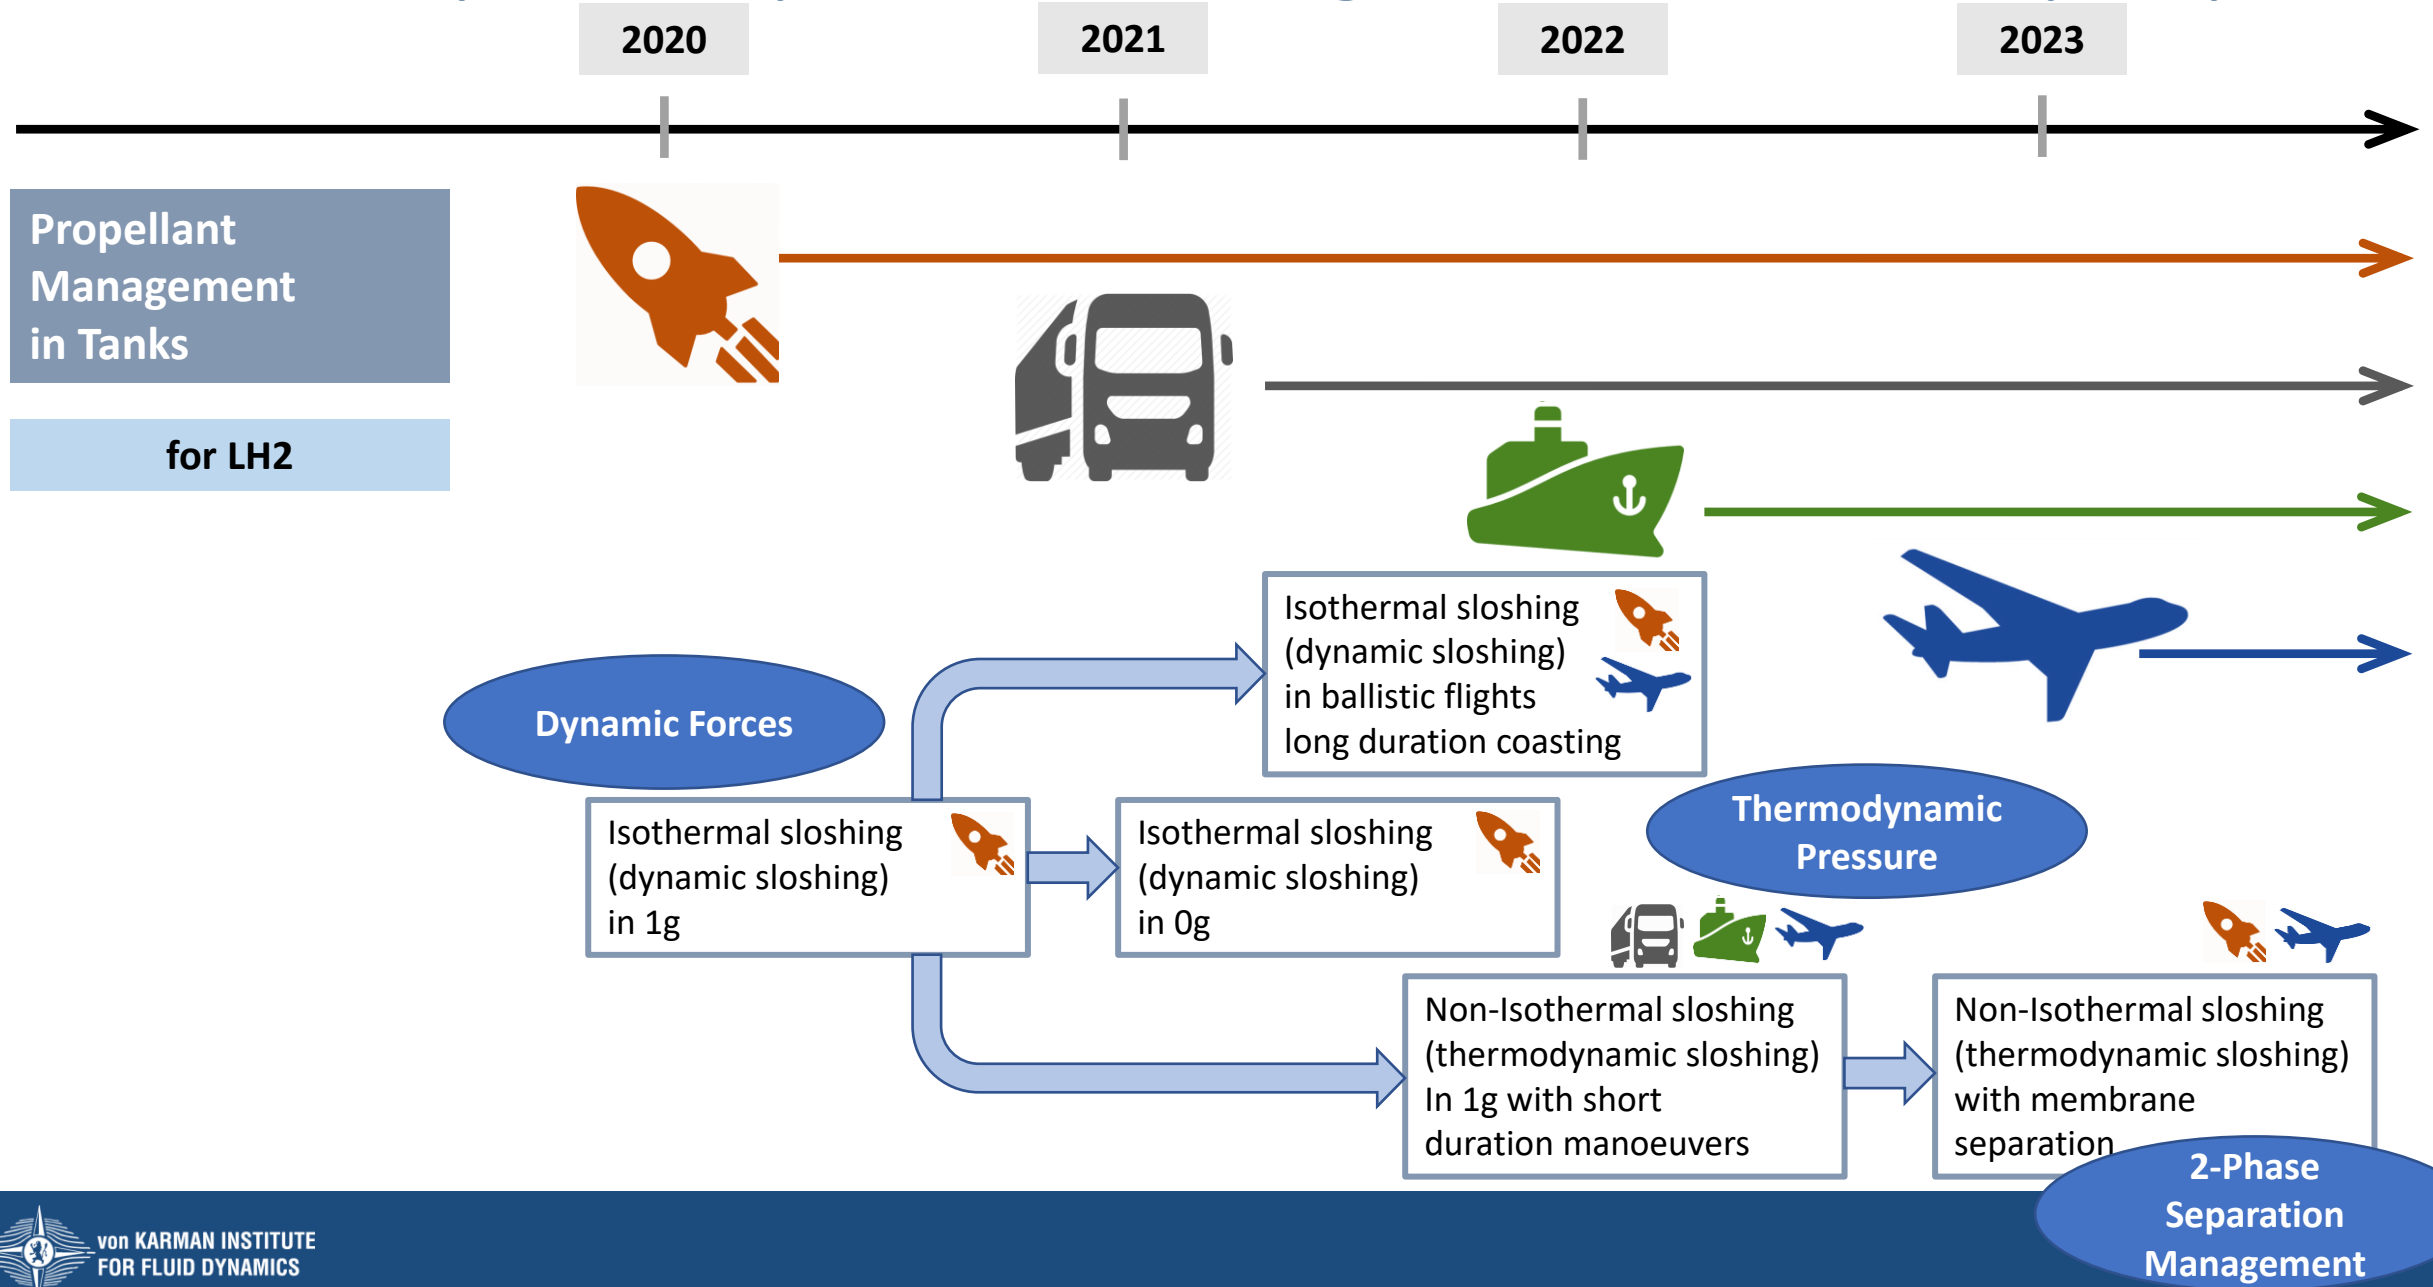 2020
2021
2022
2023
Propellant
Management
in Tanks
for LH2
Isothermal sloshing
(dynamic sloshing)
in ballistic flights
long duration coasting
Dynamic Forces
Thermodynamic
Pressure
Isothermal sloshing
(dynamic sloshing)
in 1g
Isothermal sloshing
(dynamic sloshing)
in 0g
Non-Isothermal sloshing
(thermodynamic sloshing)
In 1g with short
duration manoeuvers
Non-Isothermal sloshing
(thermodynamic sloshing)
with membrane
separation
2-Phase
Separation
Management
von KARMAN INSTITUTE
FOR FLUID DYNAMICS